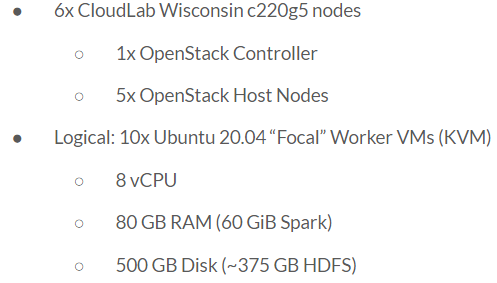 ● 6x CloudLab Wisconsin c220g5 nodes
○ 1x OpenStack Controller
○ 5x OpenStack Host Nodes
● Logical: 10x Ubuntu 20.04 “Focal” Worker VMs (KVM)
○ 8 vCPU
○ 80 GB RAM (60 GiB Spark)
○ 500 GB Disk (~375 GB HDFS)